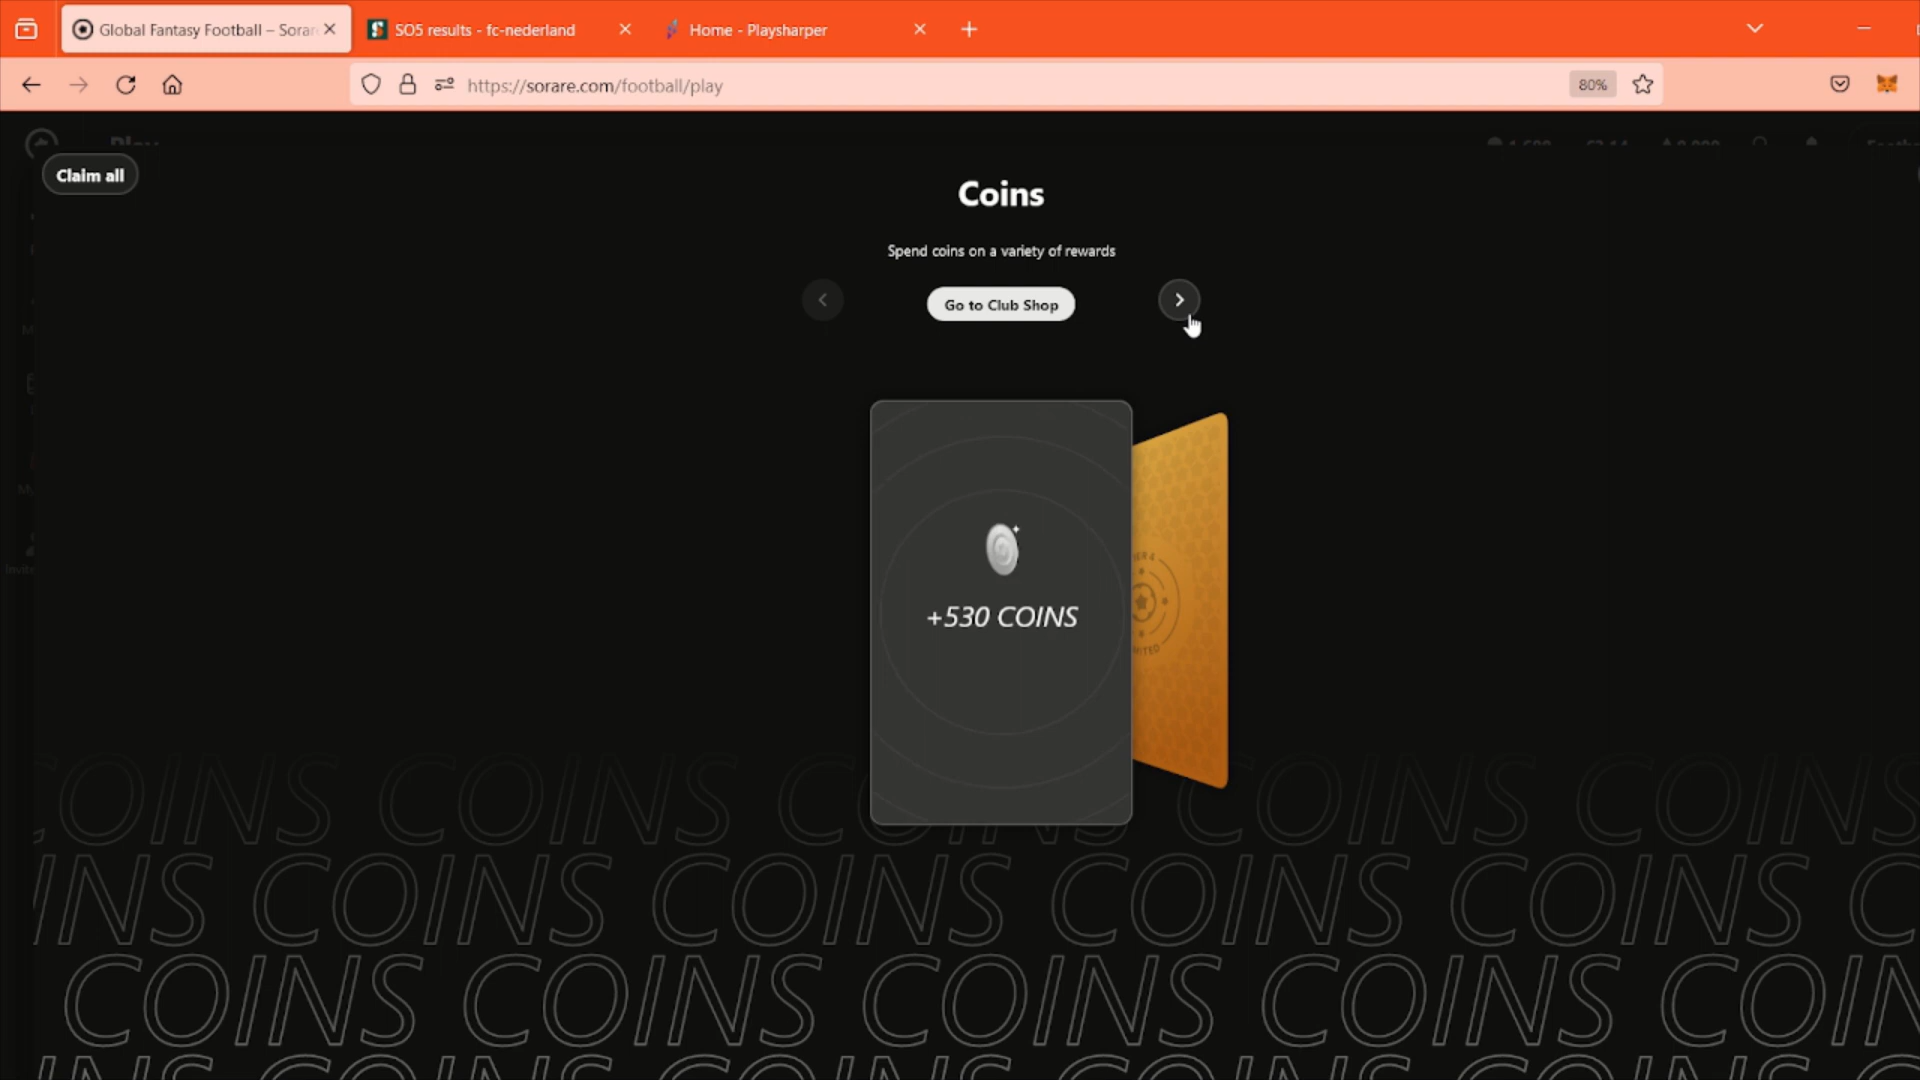 Global Fantasy Football – Sorar
SO5 results - fc-nederland
Home - Playsharper
https://sorare.com/football/play
80%
Play
Claim all
Coins
Spend coins on a variety of rewards
Go to Club Shop
+530 COINS
COINS COINS COINS COINS
INS COINS COINS COINS COINS C
COINS COINS COINS COINS COIN